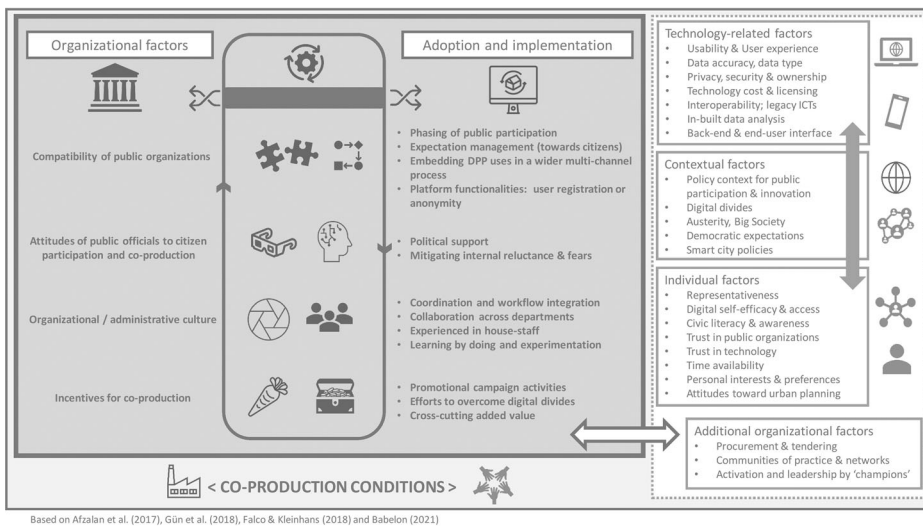 Organizational factors
Compatibility of public organizations
Attitudes of public officials to citizen
participation and co-production
Organizational / administrative culture
Incentives for co-production
Adoption and implementation
• Phasing of public participation
• Expectation management (towards citizens)
• Embedding DPP uses in a wider multi-channel
process
• Platform functionalities: user registration or
anonymity
• Political support
• Mitigating internal reluctance & fears
• Coordination and workflow integration
• Collaboration across departments
• Experienced in house-staff
• Learning by doing and experimentation
• Promotional campaign activities
• Efforts to overcome digital divides
• Cross-cutting added value
Technology-related factors
• Usability & User experience
• Data accuracy, data type
• Privacy, security & ownership
• Technology cost & licensing
• Interoperability; legacy ICTs
• In-built data analysis
• Back-end & end-user interface
Contextual factors
• Policy context for public
participation & innovation
• Digital divides
• Austerity, Big Society
• Democratic expectations
• Smart city policies
Individual factors
• Representativeness
• Digital self-efficacy & access
• Civic literacy & awareness
• Trust in public organizations
• Trust in technology
• Time availability
• Personal interests & preferences
• Attitudes toward urban planning
Additional organizational factors
• Procurement & tendering
• Communities of practice & networks
• Activation and leadership by ‘champions’
< CO-PRODUCTION CONDITIONS >
Based on Afzalan et al. (2017), Gün et al. (2018), Falco & Kleinhans (2018) and Babelon (2021)